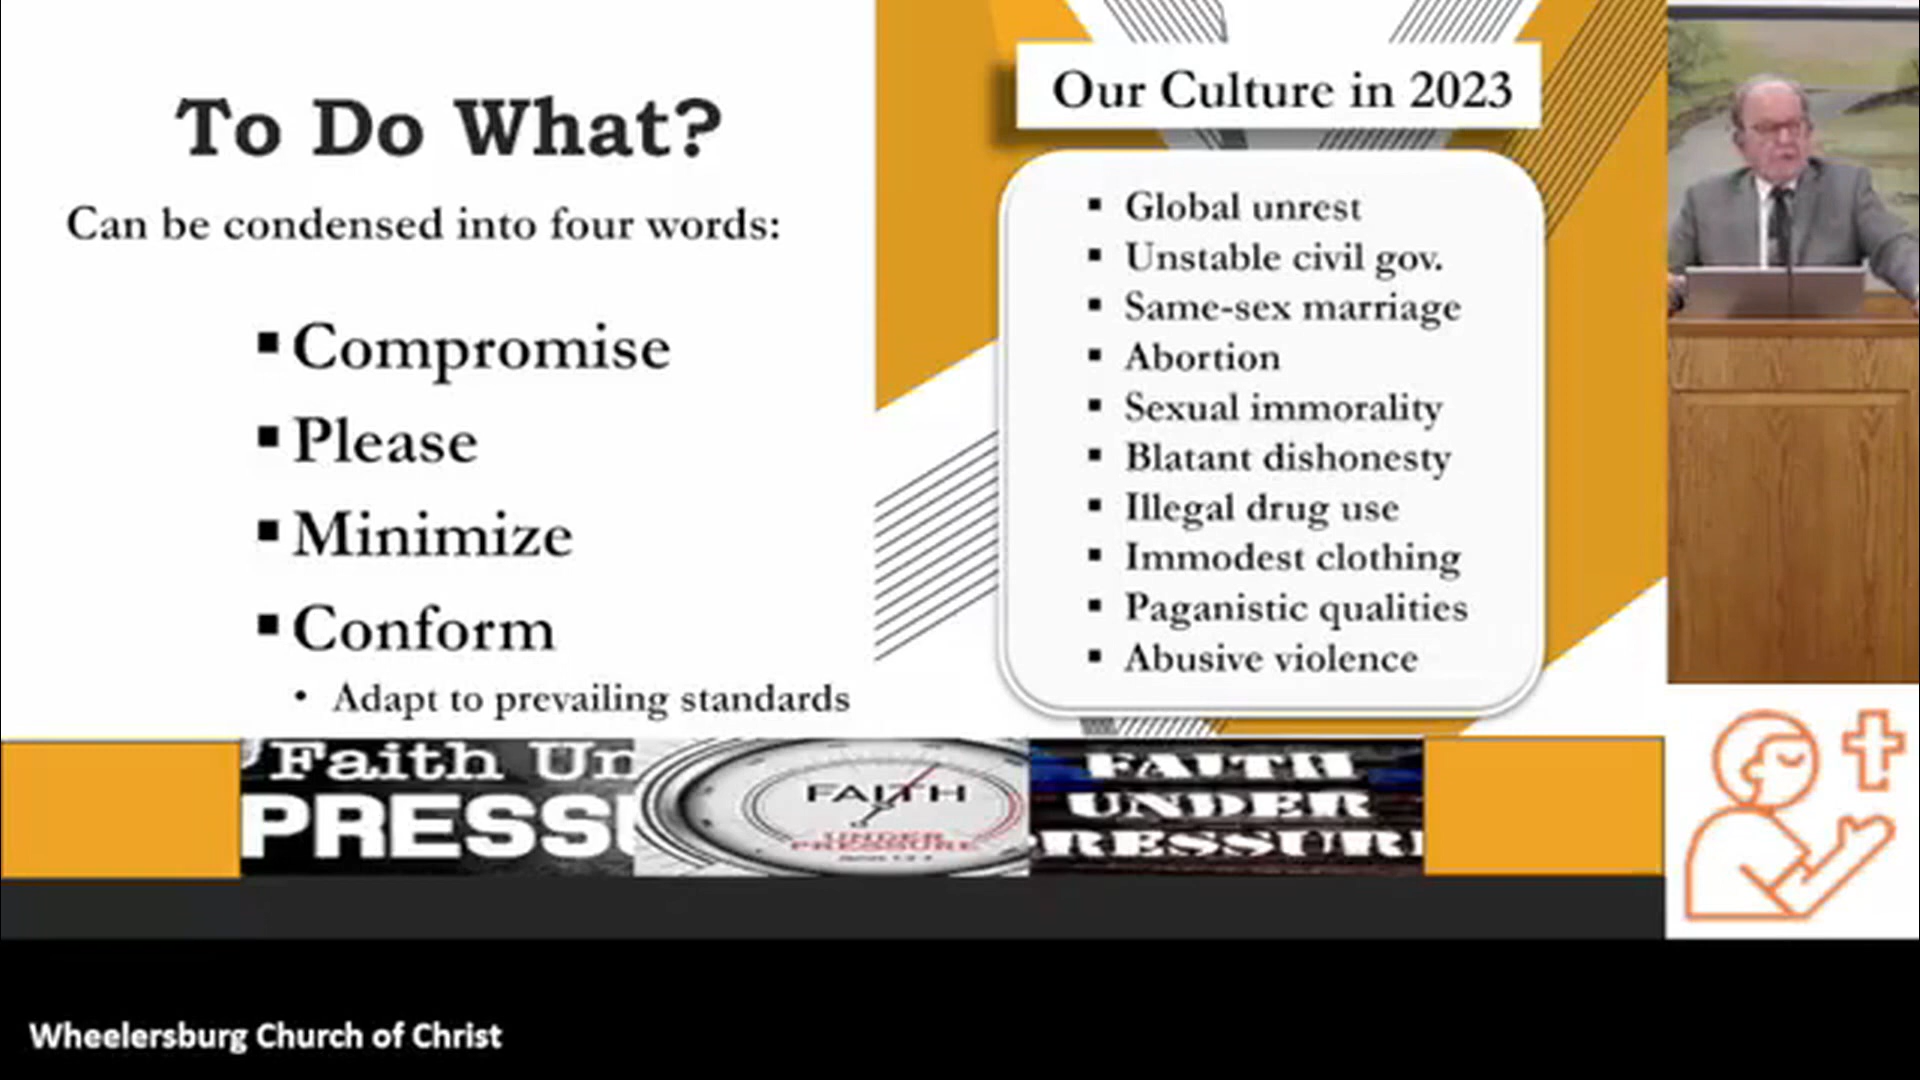 To Do What?
Can be condensed into four words:
▪ Compromise
▪ Please
▪ Minimize
▪ Conform
• Adapt to prevailing standards
Our Culture in 2023
▪ Global unrest
▪ Unstable civil gov.
▪ Same-sex marriage
▪ Abortion
▪ Sexual immorality
▪ Blatant dishonesty
▪ Illegal drug use
▪ Immodest clothing
▪ Paganistic qualities
▪ Abusive violence
Faith Un
PRESSU
FAITH
UNDER
PRESSURE
FAITH
UNDER
PRESSURE
Wheelersburg Church of Christ